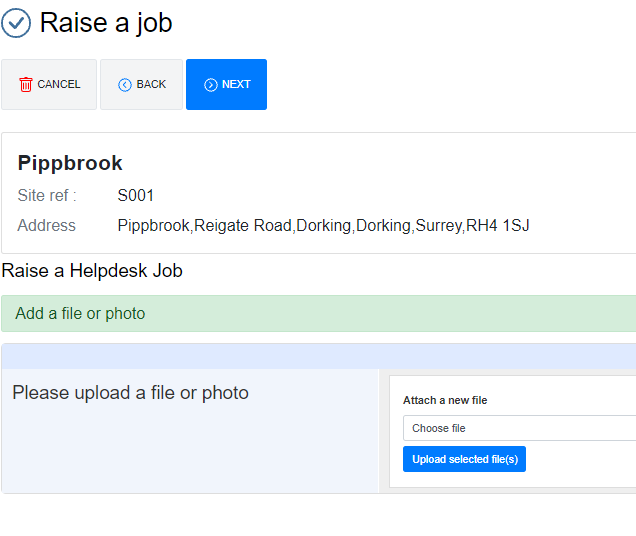 Raise a job
CANCEL BACK NEXT
Pippbrook
Site ref : S001
Address Pippbrook,Reigate Road,Dorking,Dorking,Surrey,RH4 1SJ
Raise a Helpdesk Job
Add a file or photo
Please upload a file or photo
Attach a new file
Choose file
Upload selected file(s)